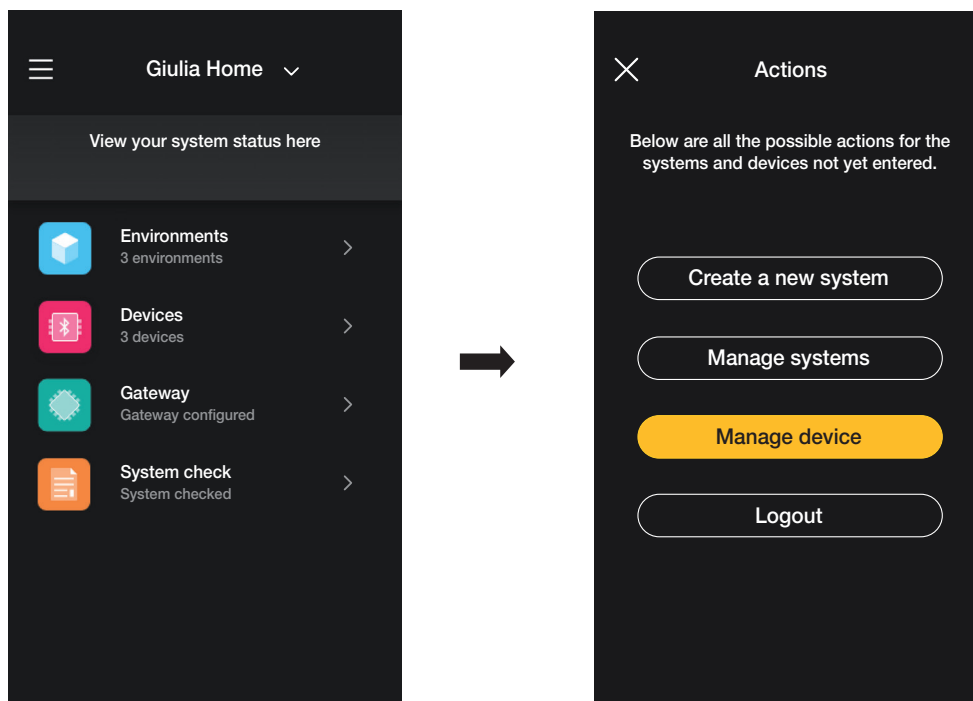 Giulia Home
View your system status here
Environments
3 environments
Devices
3 devices
Gateway
Gateway configured
System check
System checked
Actions
Below are all the possible actions for the
systems and devices not yet entered.
Create a new system
Manage systems
Manage device
Logout